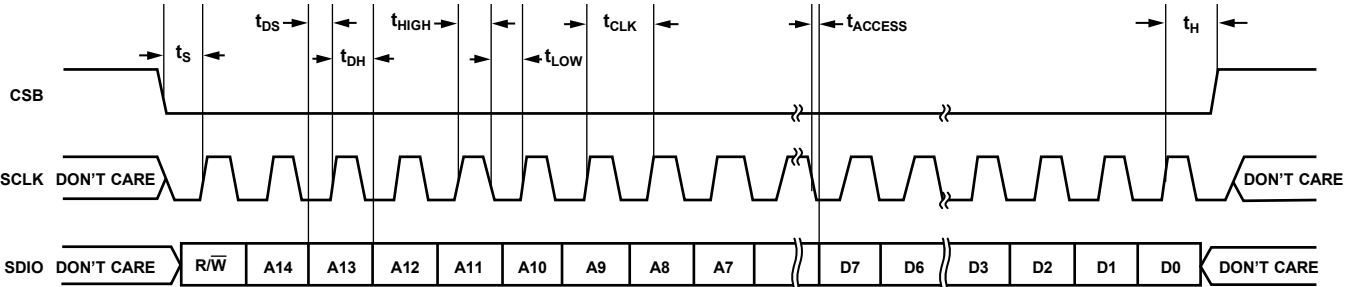 tDS
tHIGH
tCLK
tACCESS
tH
tS
tDH
tLOW
CSB
SCLK DON'T CARE
DON'T CARE
SDIO DON'T CARE R/W̅ A14 A13 A12 A11 A10 A9 A8 A7 D7 D6 D3 D2 D1 D0 DON'T CARE